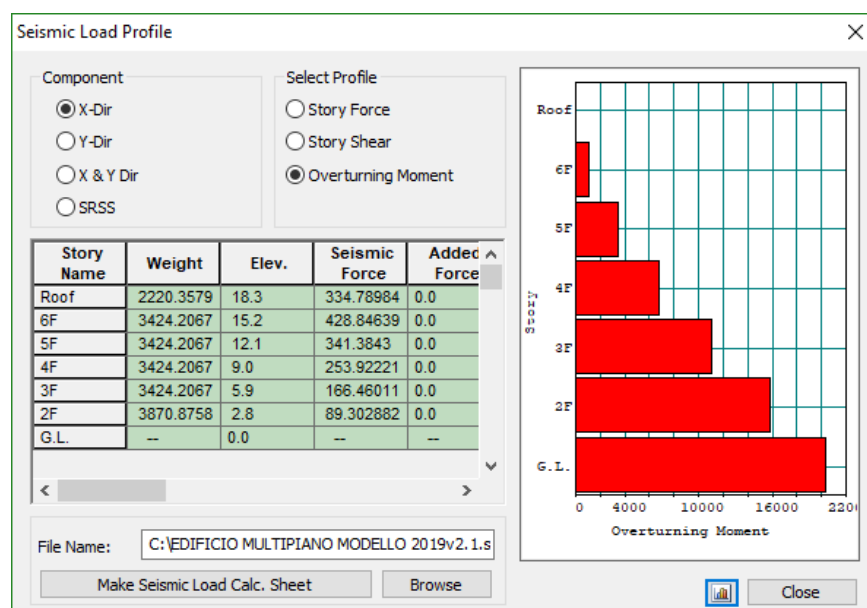 Seismic Load Profile
Component
X-Dir
Y-Dir
X & Y Dir
SRSS
Select Profile
Story Force
Story Shear
Overturning Moment
Story Name Weight Elev. Seismic Force Added Force
Roof 2220.3579 18.3 334.78984 0.0
6F 3424.2067 15.2 428.84639 0.0
5F 3424.2067 12.1 341.3843 0.0
4F 3424.2067 9.0 253.92221 0.0
3F 3424.2067 5.9 166.46011 0.0
2F 3870.8758 2.8 89.302882 0.0
G.L. -- 0.0 -- --
File Name: C:\EDIFICIO MULTIPIANO MODELLO 2019v2.1.s
Make Seismic Load Calc. Sheet Browse
Roof
6F
5F
4F
3F
2F
G.L.
Story
0 4000 10000 16000 2200
Overturning Moment
Close